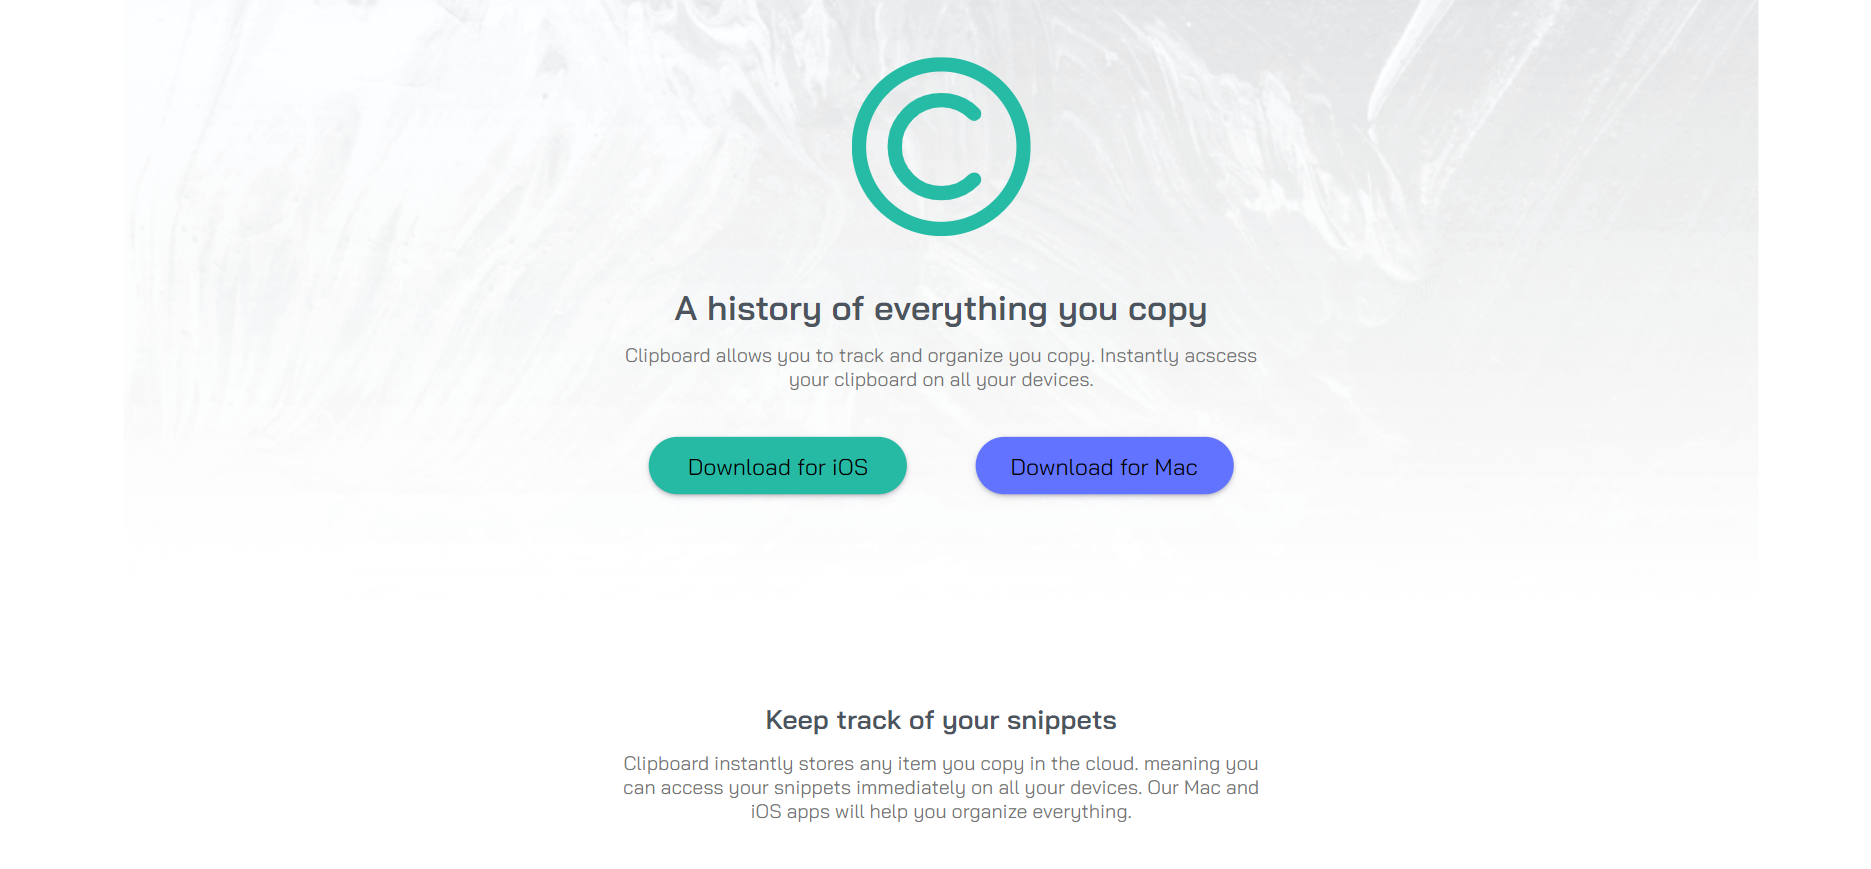 ©
A history of everything you copy
Clipboard allows you to track and organize you copy. Instantly acscess
your clipboard on all your devices.
Download for iOS
Download for Mac
Keep track of your snippets
Clipboard instantly stores any item you copy in the cloud. meaning you
can access your snippets immediately on all your devices. Our Mac and
iOS apps will help you organize everything.